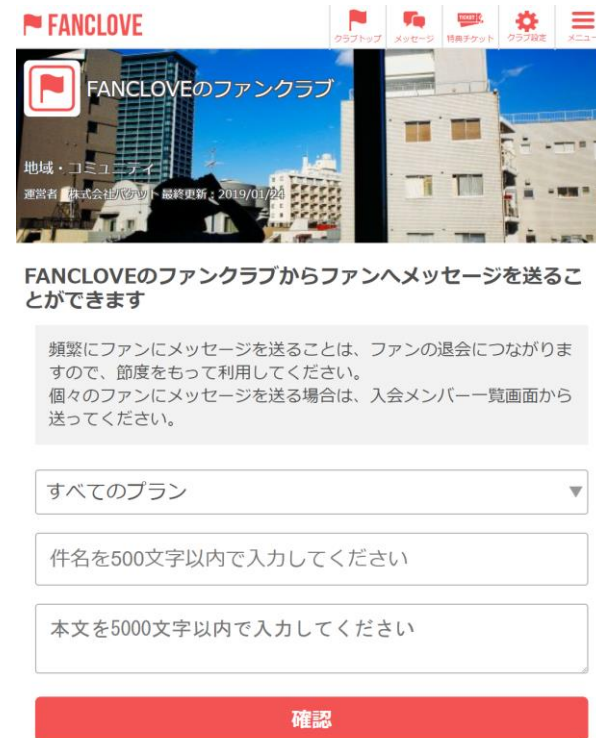 FANCLOVE
クラブトップ
メッセージ
特典チケット
クラブ設定
メニュー
FANCLOVEのファンクラブ
地域・コミュニティ
運営者：株式会社バケット 最終更新：2019/01/24
FANCLOVEのファンクラブからファンへメッセージを送るこ
とができます
頻繁にファンにメッセージを送ることは、ファンの退会につながりま
すので、節度をもって利用してください。
個々のファンにメッセージを送る場合は、入会メンバー一覧画面から
送ってください。
すべてのプラン
件名を500文字以内で入力してください
本文を5000文字以内で入力してください
確認